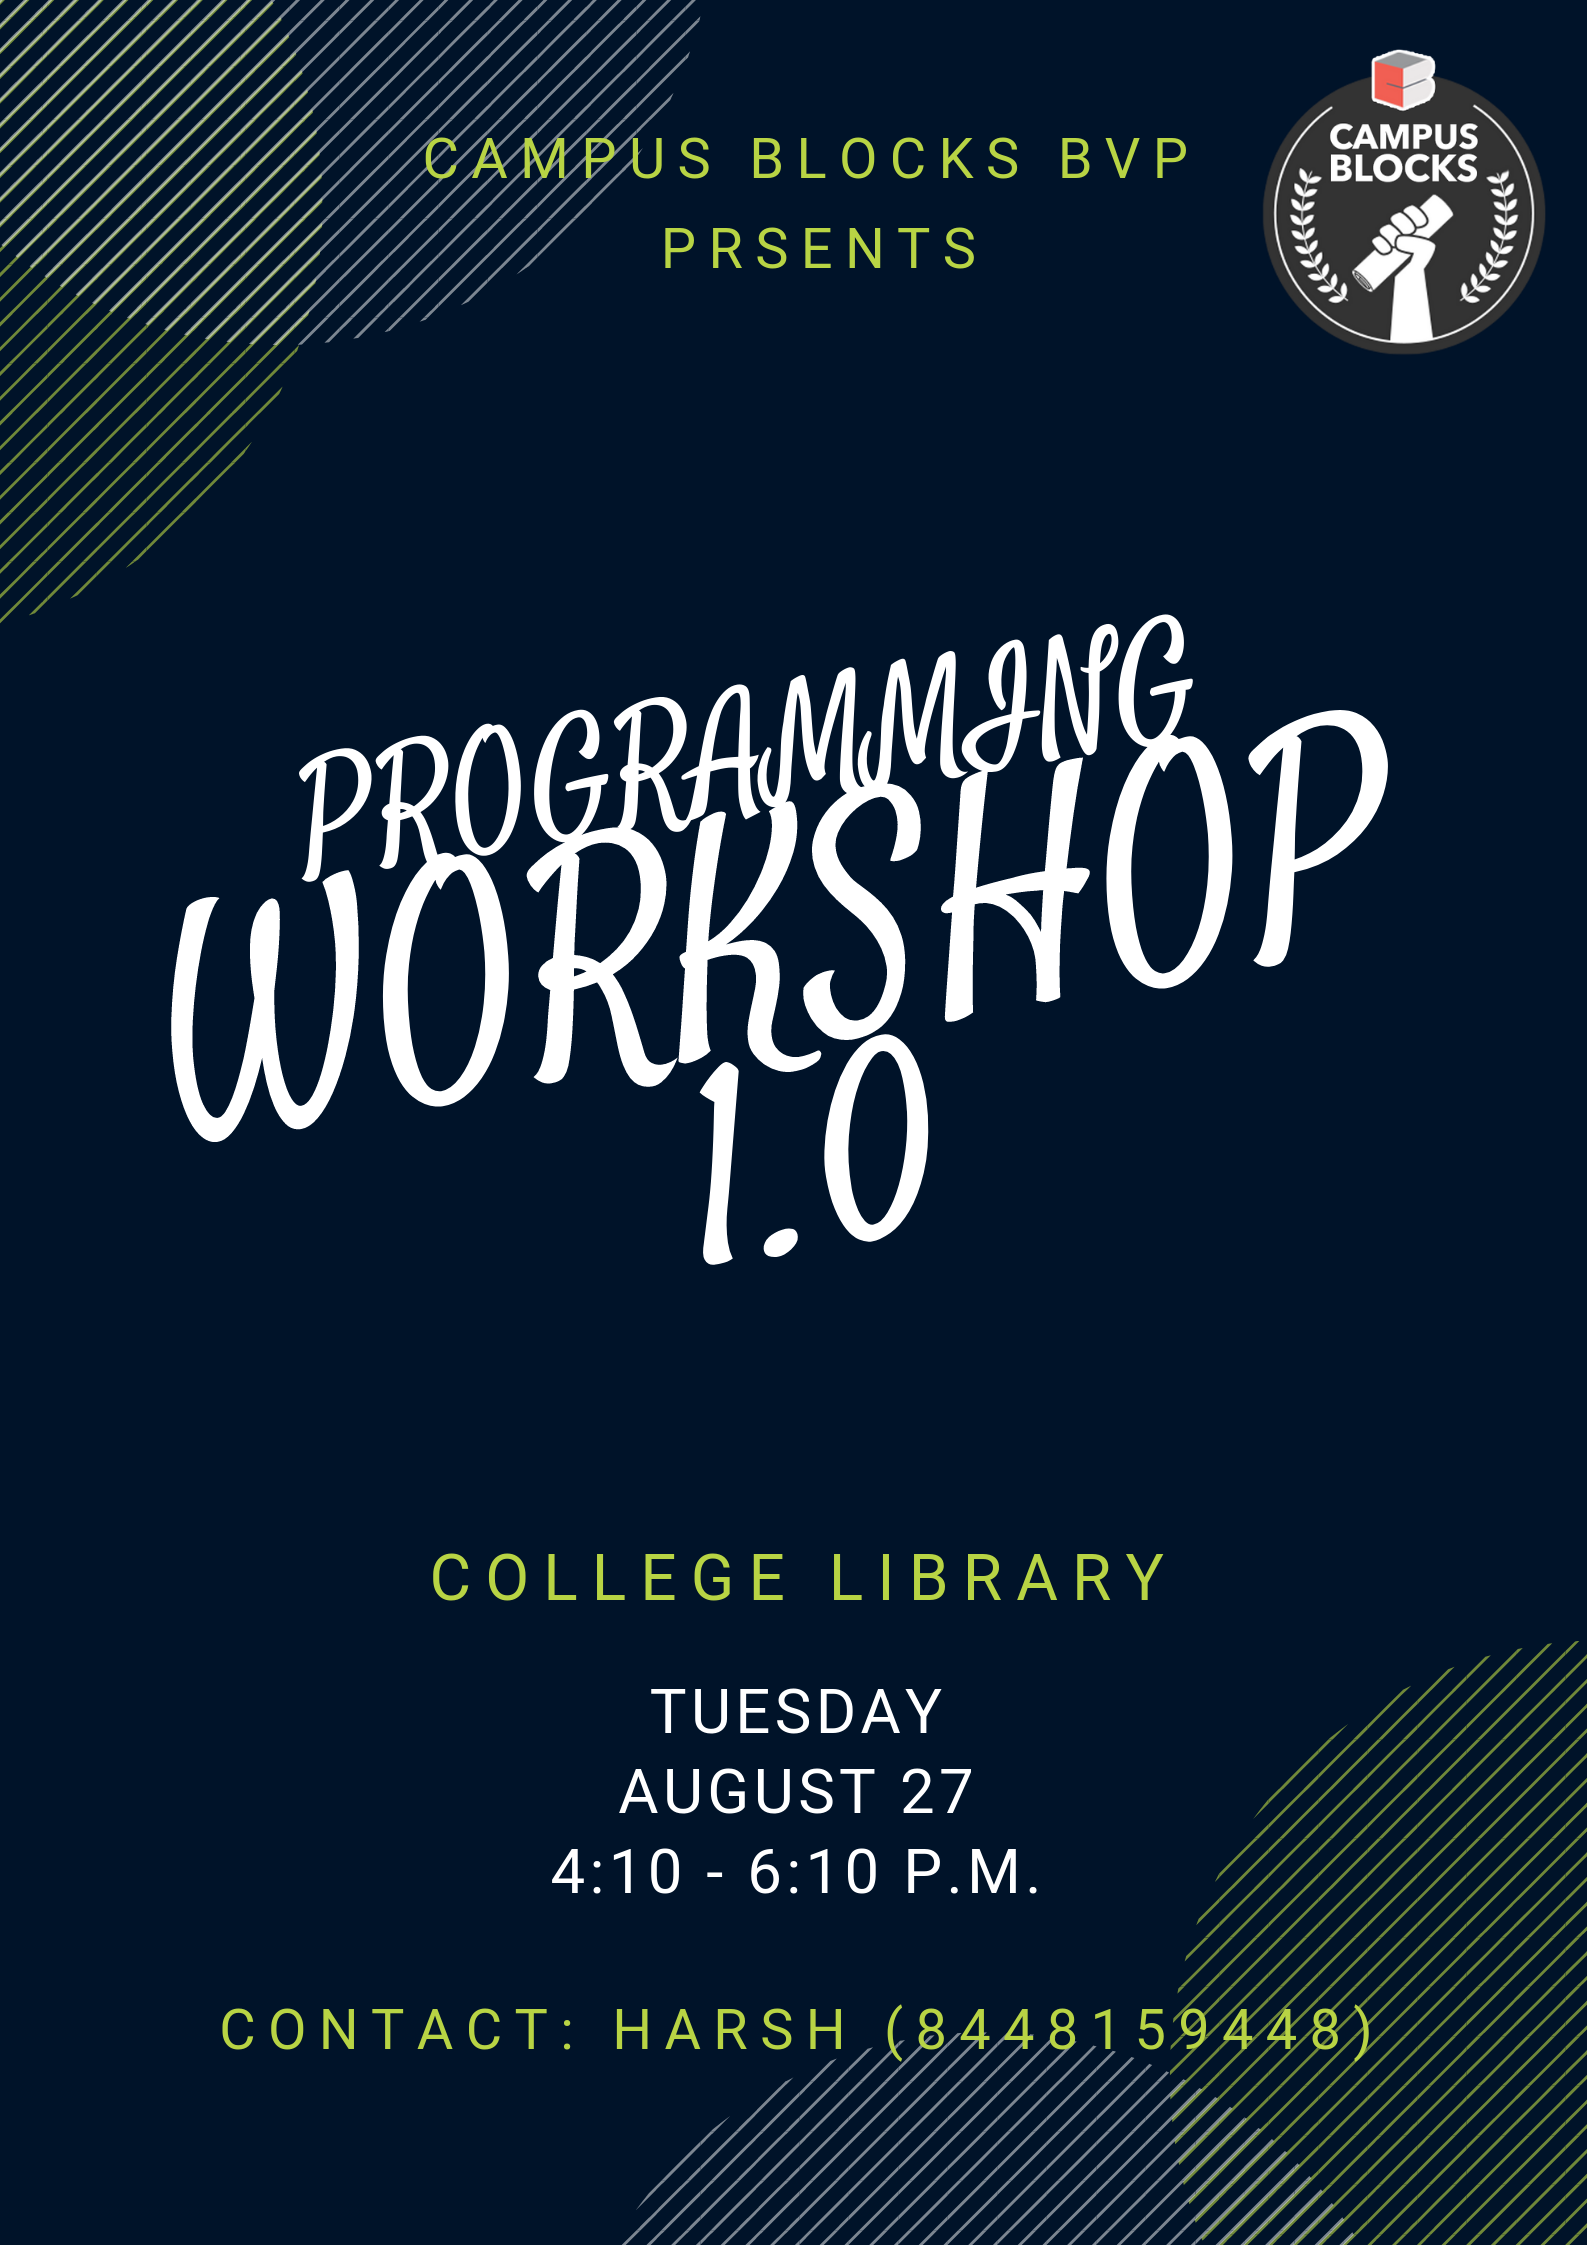 CAMPUS BLOCKS BVP
PRSENTS
CAMPUS
BLOCKS
PROGRAMMING
WORKSHOP
1.0
COLLEGE LIBRARY
TUESDAY
AUGUST 27
4:10 - 6:10 P.M.
CONTACT: HARSH (8448159448)